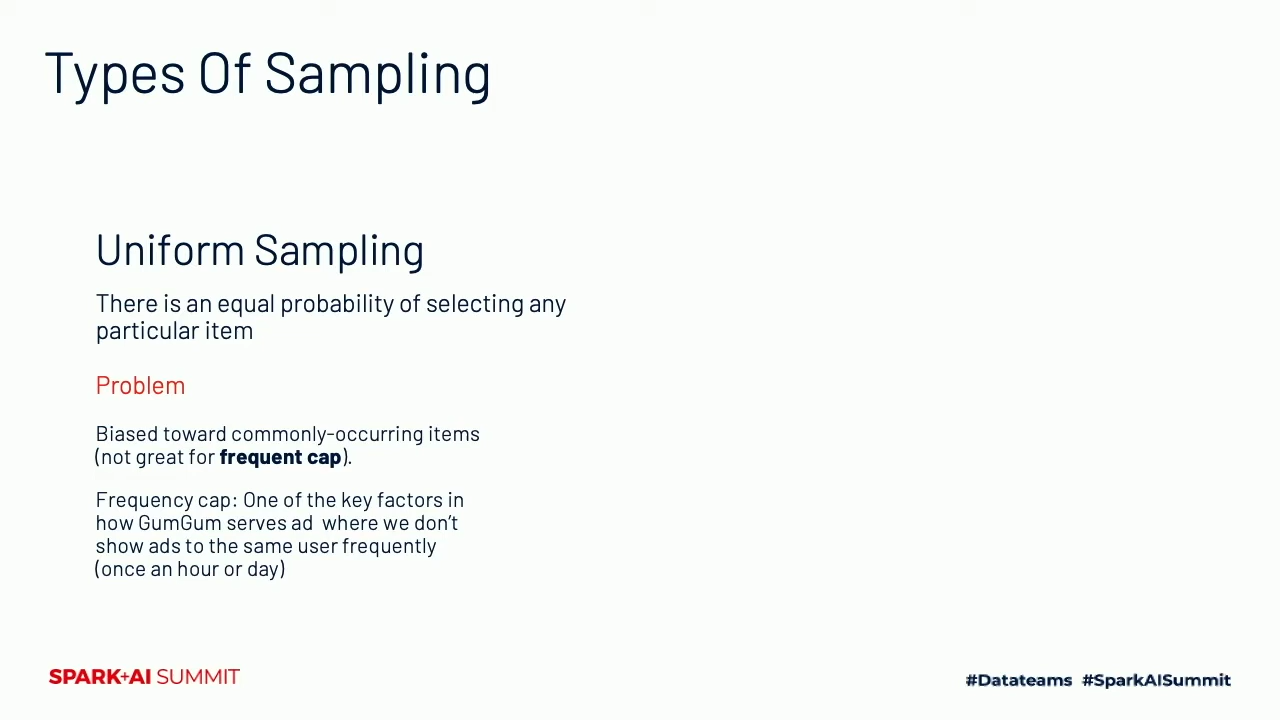 Types Of Sampling
Uniform Sampling
There is an equal probability of selecting any
particular item
Problem
Biased toward commonly-occurring items
(not great for frequent cap).
Frequency cap: One of the key factors in
how GumGum serves ad  where we don't
show ads to the same user frequently
(once an hour or day)
SPARK+AI SUMMIT
#Datateams #SparkAISummit